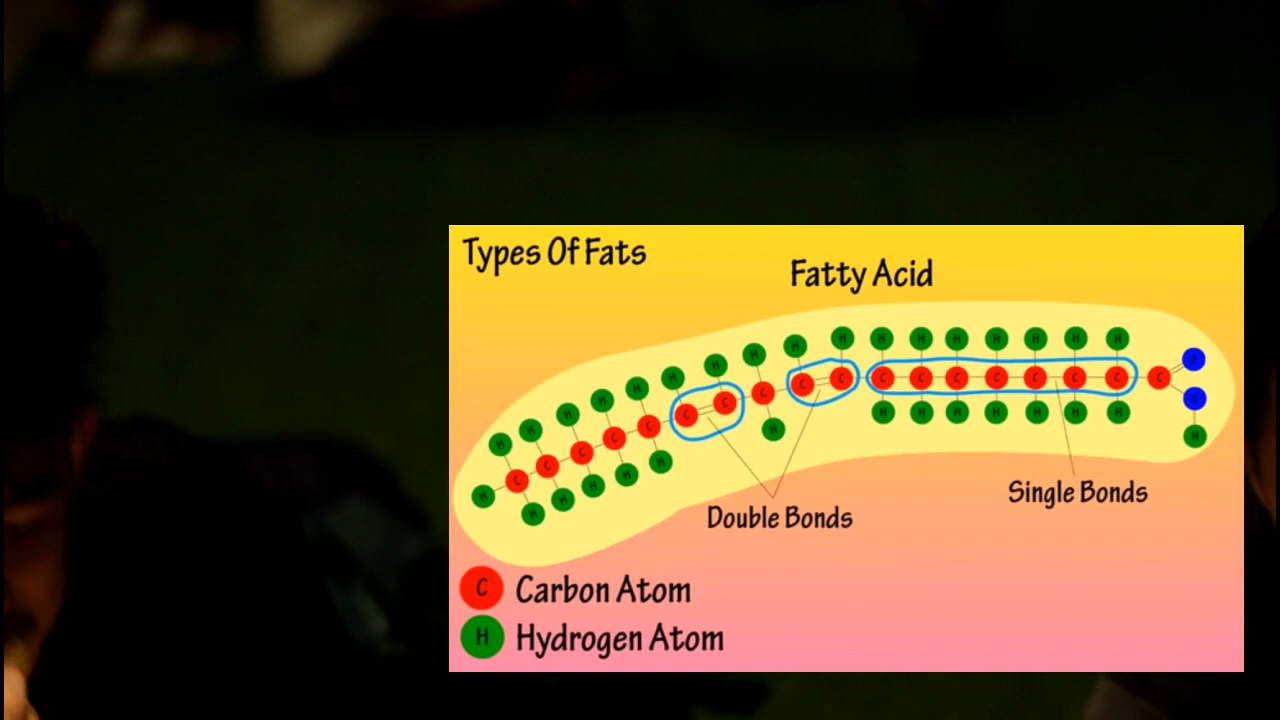 Types Of Fats
Fatty Acid
H H H H H H H H
H H O
H H
H C C C C C C C C C
H C C
H C C O
H C
H C H H H H H H H
H C H H
C H
H C H
H H
H H
H
Single Bonds
Double Bonds
C Carbon Atom
H Hydrogen Atom